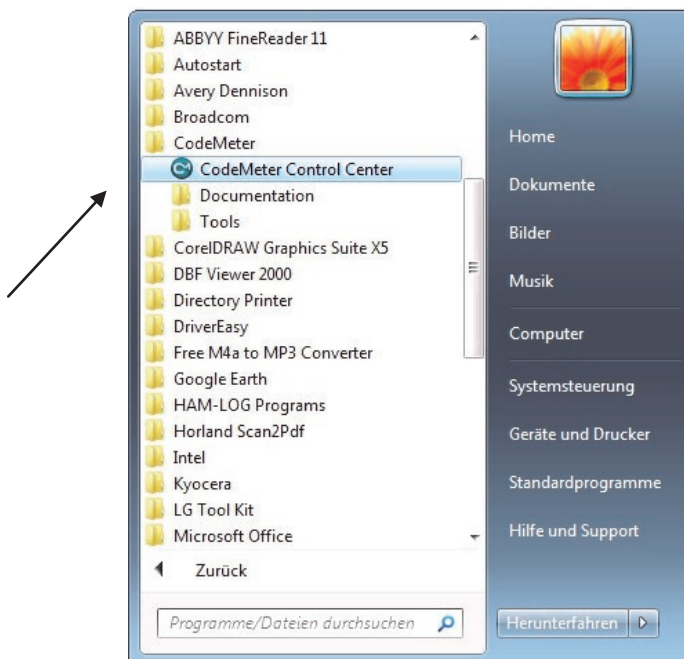 ABBYY FineReader 11
Autostart
Avery Dennison
Broadcom
CodeMeter
CodeMeter Control Center
Documentation
Tools
CorelDRAW Graphics Suite X5
DBF Viewer 2000
Directory Printer
DriverEasy
Free M4a to MP3 Converter
Google Earth
HAM-LOG Programs
Horland Scan2Pdf
Intel
Kyocera
LG Tool Kit
Microsoft Office
Zurück
Programme/Dateien durchsuchen
Home
Dokumente
Bilder
Musik
Computer
Systemsteuerung
Geräte und Drucker
Standardprogramme
Hilfe und Support
Herunterfahren